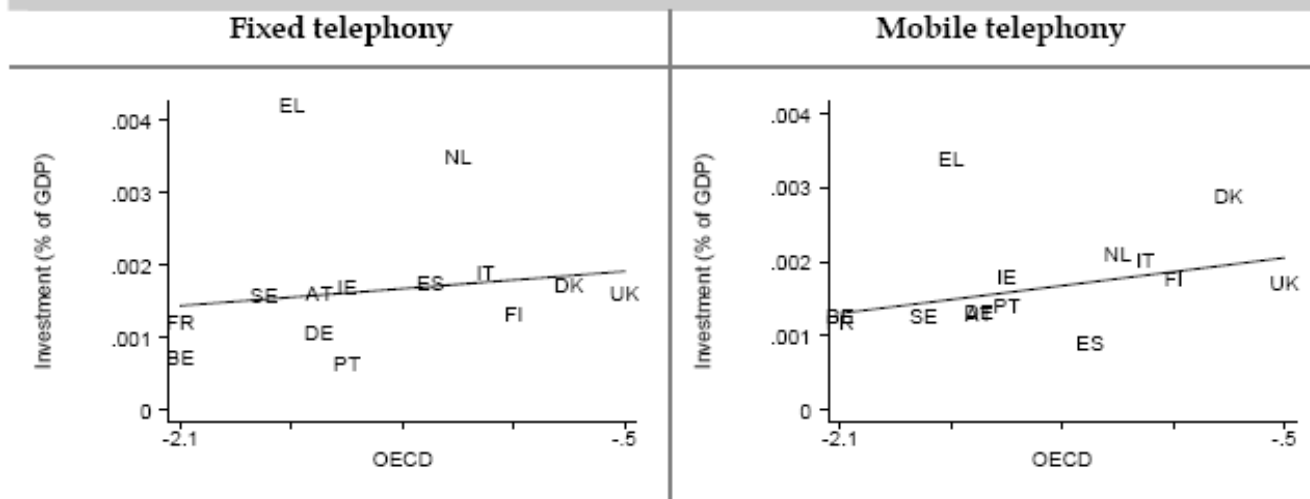 Fixed telephony
Mobile telephony
Investment (% of GDP)
.004
.003
.002
.001
0
EL
NL
SE
AT
IE
ES
IT
DK
UK
FR
BE
DE
PT
FI
-2.1
-.5
OECD
Investment (% of GDP)
.004
.003
.002
.001
0
EL
DK
NL
IT
IE
FI
UK
BE
SE
PT
ES
-2.1
-.5
OECD